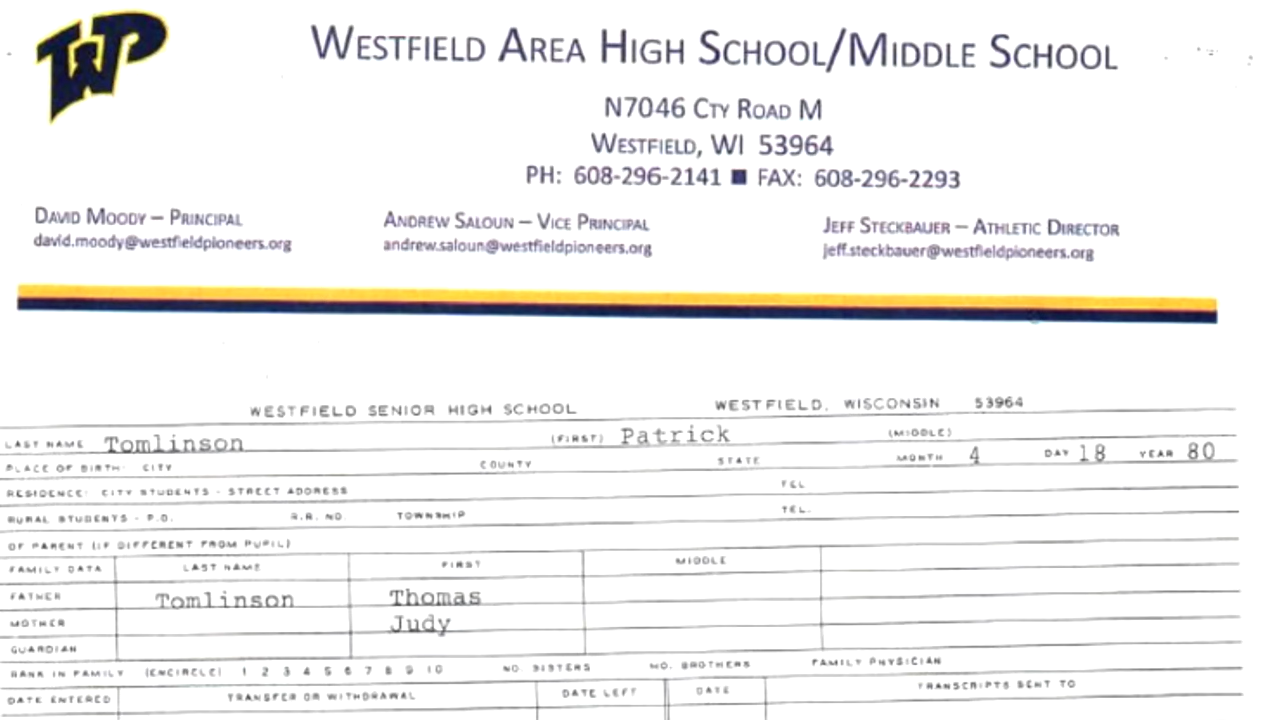 WP
WESTFIELD AREA HIGH SCHOOL/MIDDLE SCHOOL
N7046 CTY ROAD M
WESTFIELD, WI 53964
PH: 608-296-2141 ■ FAX: 608-296-2293
DAVID MOODY – PRINCIPAL ANDREW SALOUN – VICE PRINCIPAL JEFF STECKBAUER – ATHLETIC DIRECTOR
david.moody@westfieldpioneers.org andrew.saloun@westfieldpioneers.org jeff.steckbauer@westfieldpioneers.org
WESTFIELD SENIOR HIGH SCHOOL WESTFIELD, WISCONSIN 53964
LAST NAME Tomlinson (FIRST) Patrick (MIDDLE)
PLACE OF BIRTH: CITY COUNTY STATE MONTH 4 DAY 18 YEAR 80
RESIDENCE: CITY STUDENTS - STREET ADDRESS TEL.
RURAL STUDENTS - P.O. R.R. NO. TOWNSHIP TEL.
OF PARENT (IF DIFFERENT FROM PUPIL)
FAMILY DATA LAST NAME FIRST MIDDLE
FATHER Tomlinson Thomas
MOTHER Judy
GUARDIAN
RANK IN FAMILY (ENCIRCLE) 1 2 3 4 5 6 7 8 9 10 NO. SISTERS NO. BROTHERS FAMILY PHYSICIAN
DATE ENTERED TRANSFER OR WITHDRAWAL DATE LEFT DATE TRANSCRIPTS SENT TO